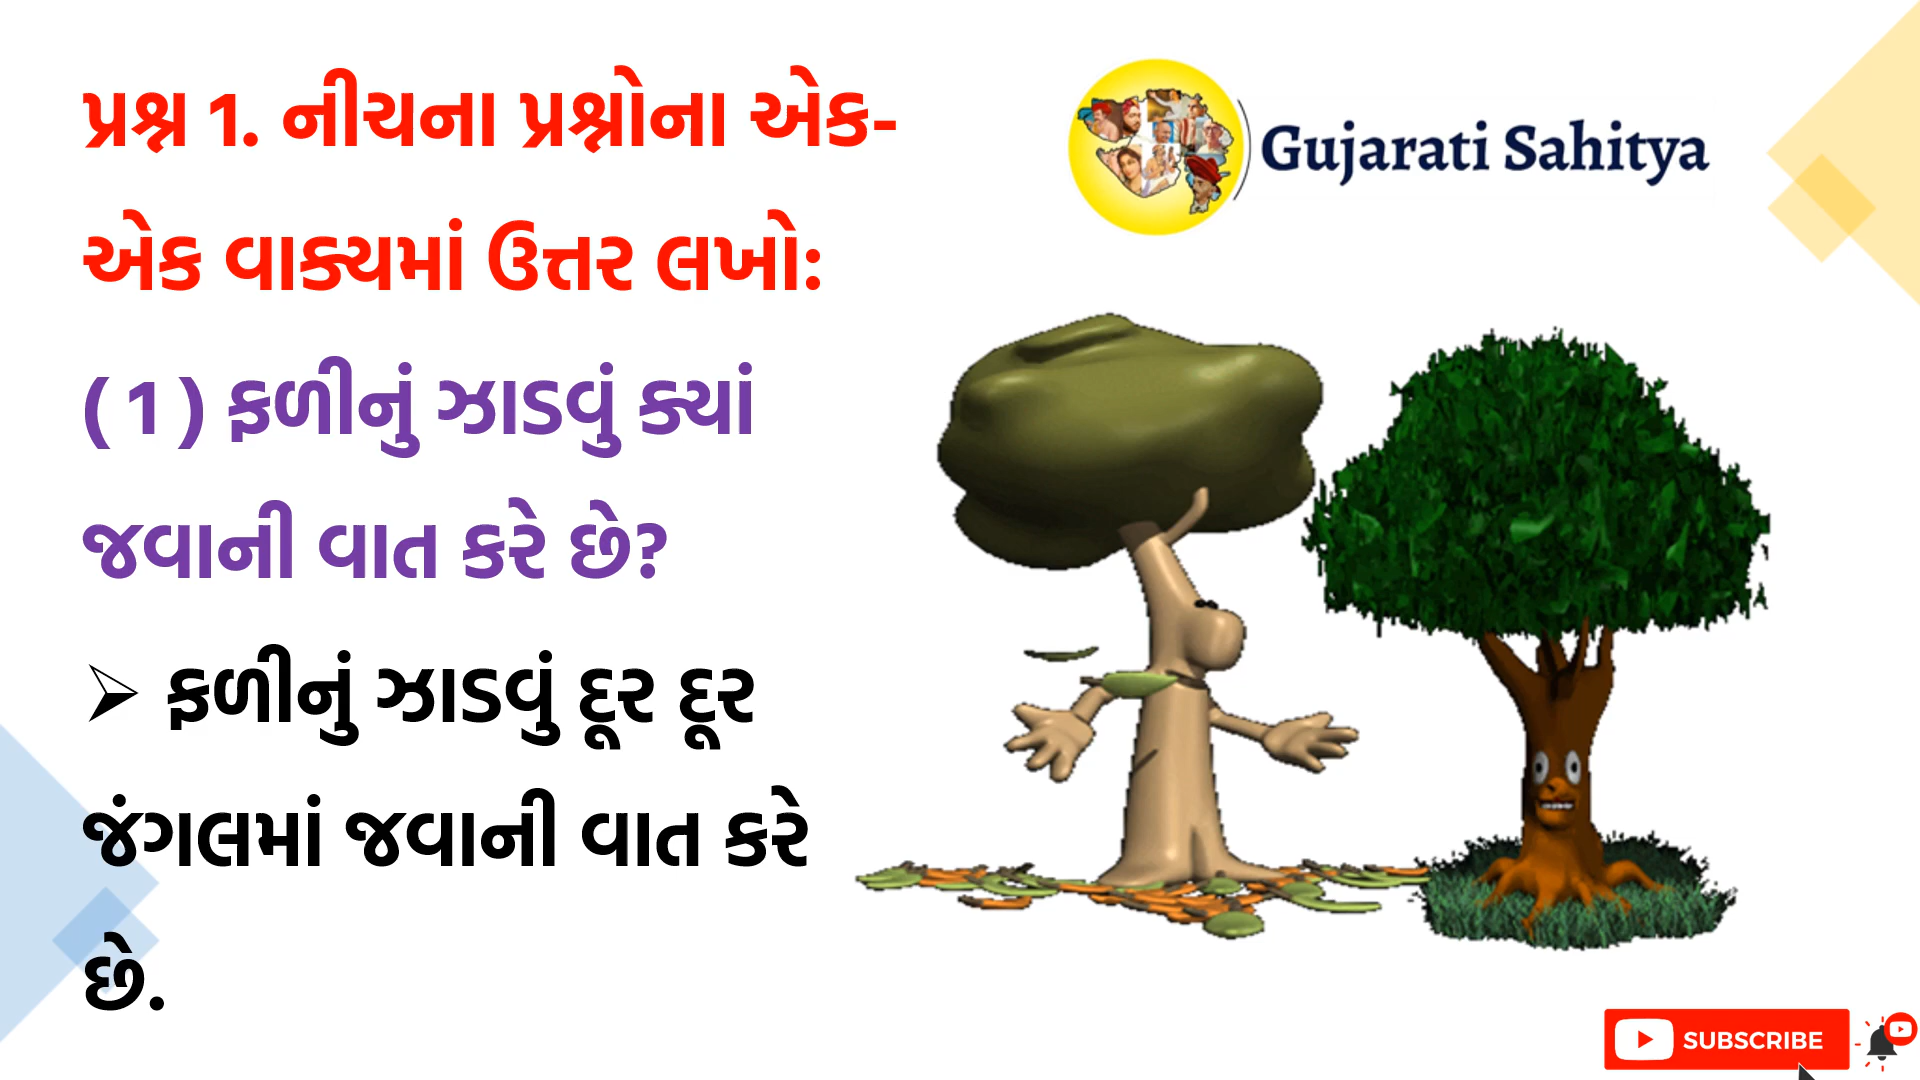 પ્રશ્ન 1. નીચના પ્રશ્નોના એક-
એક વાક્યમાં ઉત્તર લખો:
(1) ફળીનું ઝાડવું ક્યાં
જવાની વાત કરે છે?
➢ ફળીનું ઝાડવું દૂર દૂર
જંગલમાં જવાની વાત કરે
છે.
Gujarati Sahitya
SUBSCRIBE